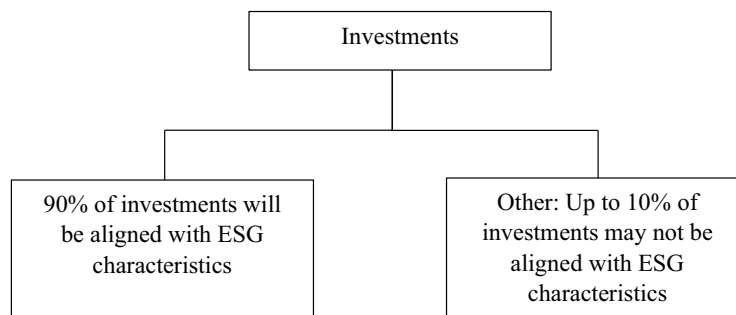 Investments
90% of investments will
be aligned with ESG
characteristics
Other: Up to 10% of
investments may not be
aligned with ESG
characteristics